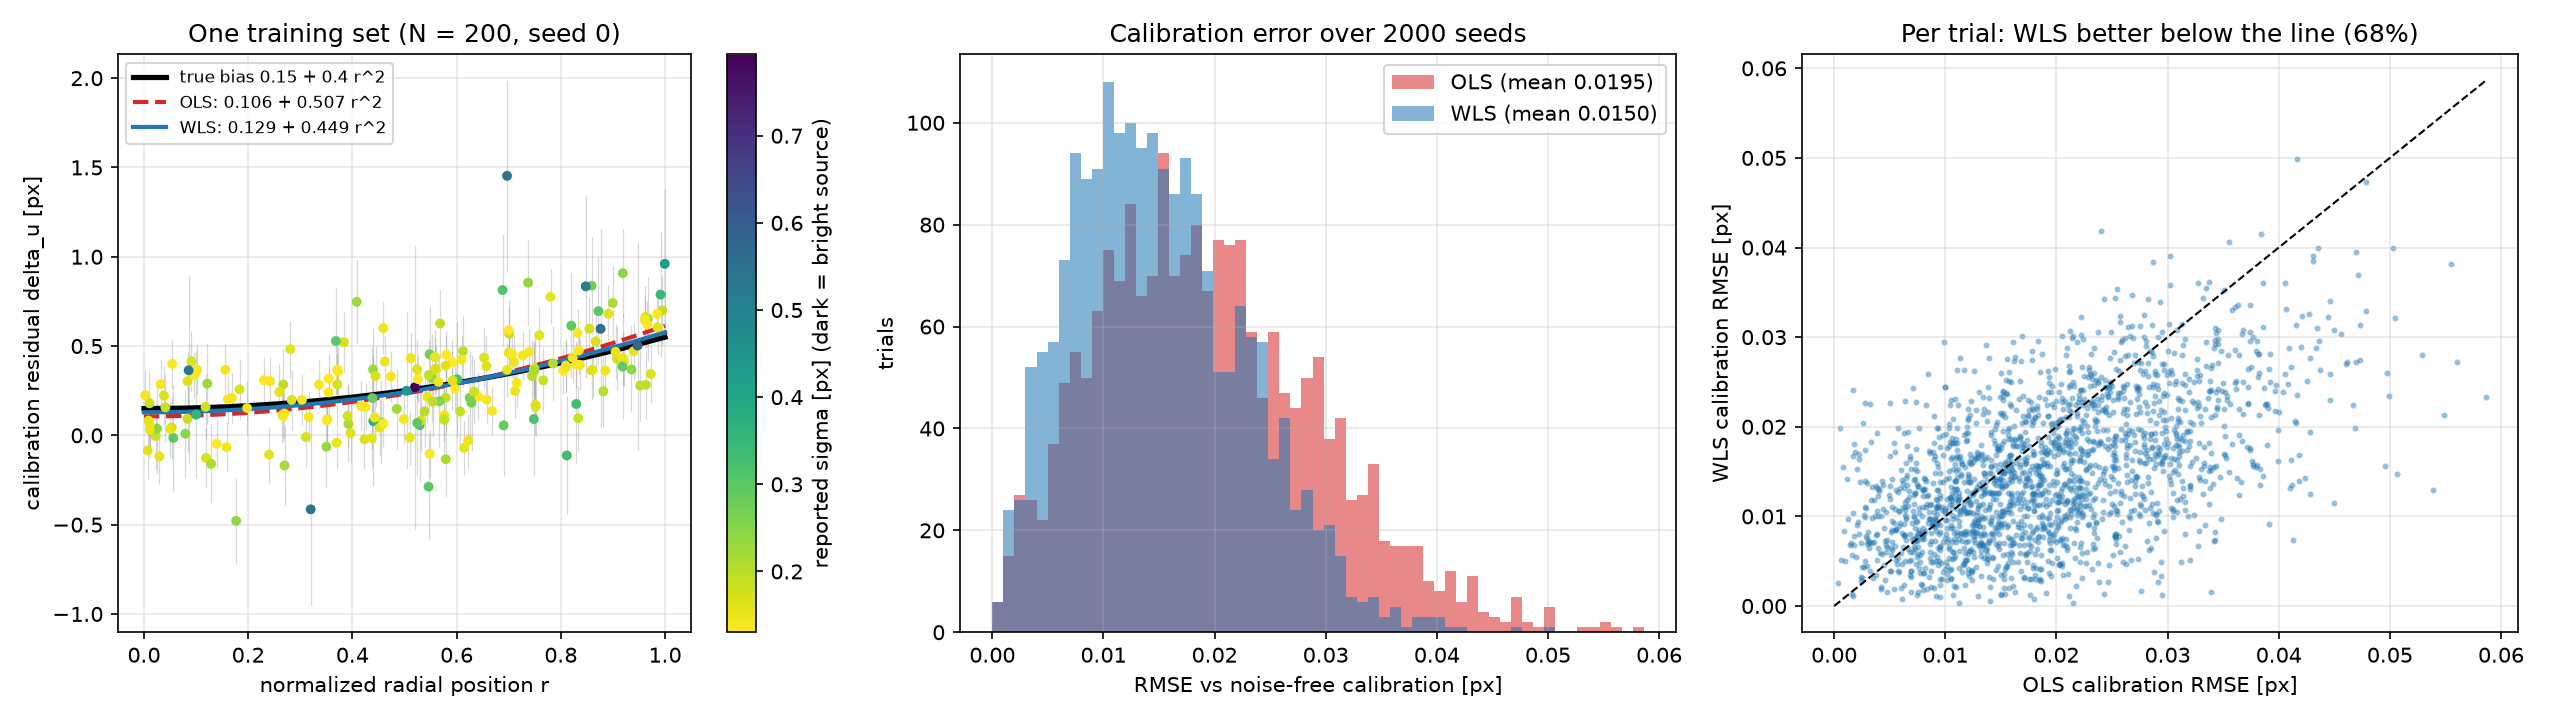 One training set (N = 200, seed 0)
true bias 0.15 + 0.4 r^2
OLS: 0.106 + 0.507 r^2
WLS: 0.129 + 0.449 r^2
2.0
1.5
1.0
0.5
0.0
−0.5
−1.0
calibration residual delta_u [px]
0.0 0.2 0.4 0.6 0.8 1.0
normalized radial position r
0.7
0.6
0.5
0.4
0.3
0.2
reported sigma [px] (dark = bright source)
Calibration error over 2000 seeds
OLS (mean 0.0195)
WLS (mean 0.0150)
100
80
60
40
20
0
trials
0.00 0.01 0.02 0.03 0.04 0.05 0.06
RMSE vs noise-free calibration [px]
Per trial: WLS better below the line (68%)
0.06
0.05
0.04
0.03
0.02
0.01
0.00
WLS calibration RMSE [px]
0.00 0.01 0.02 0.03 0.04 0.05 0.06
OLS calibration RMSE [px]